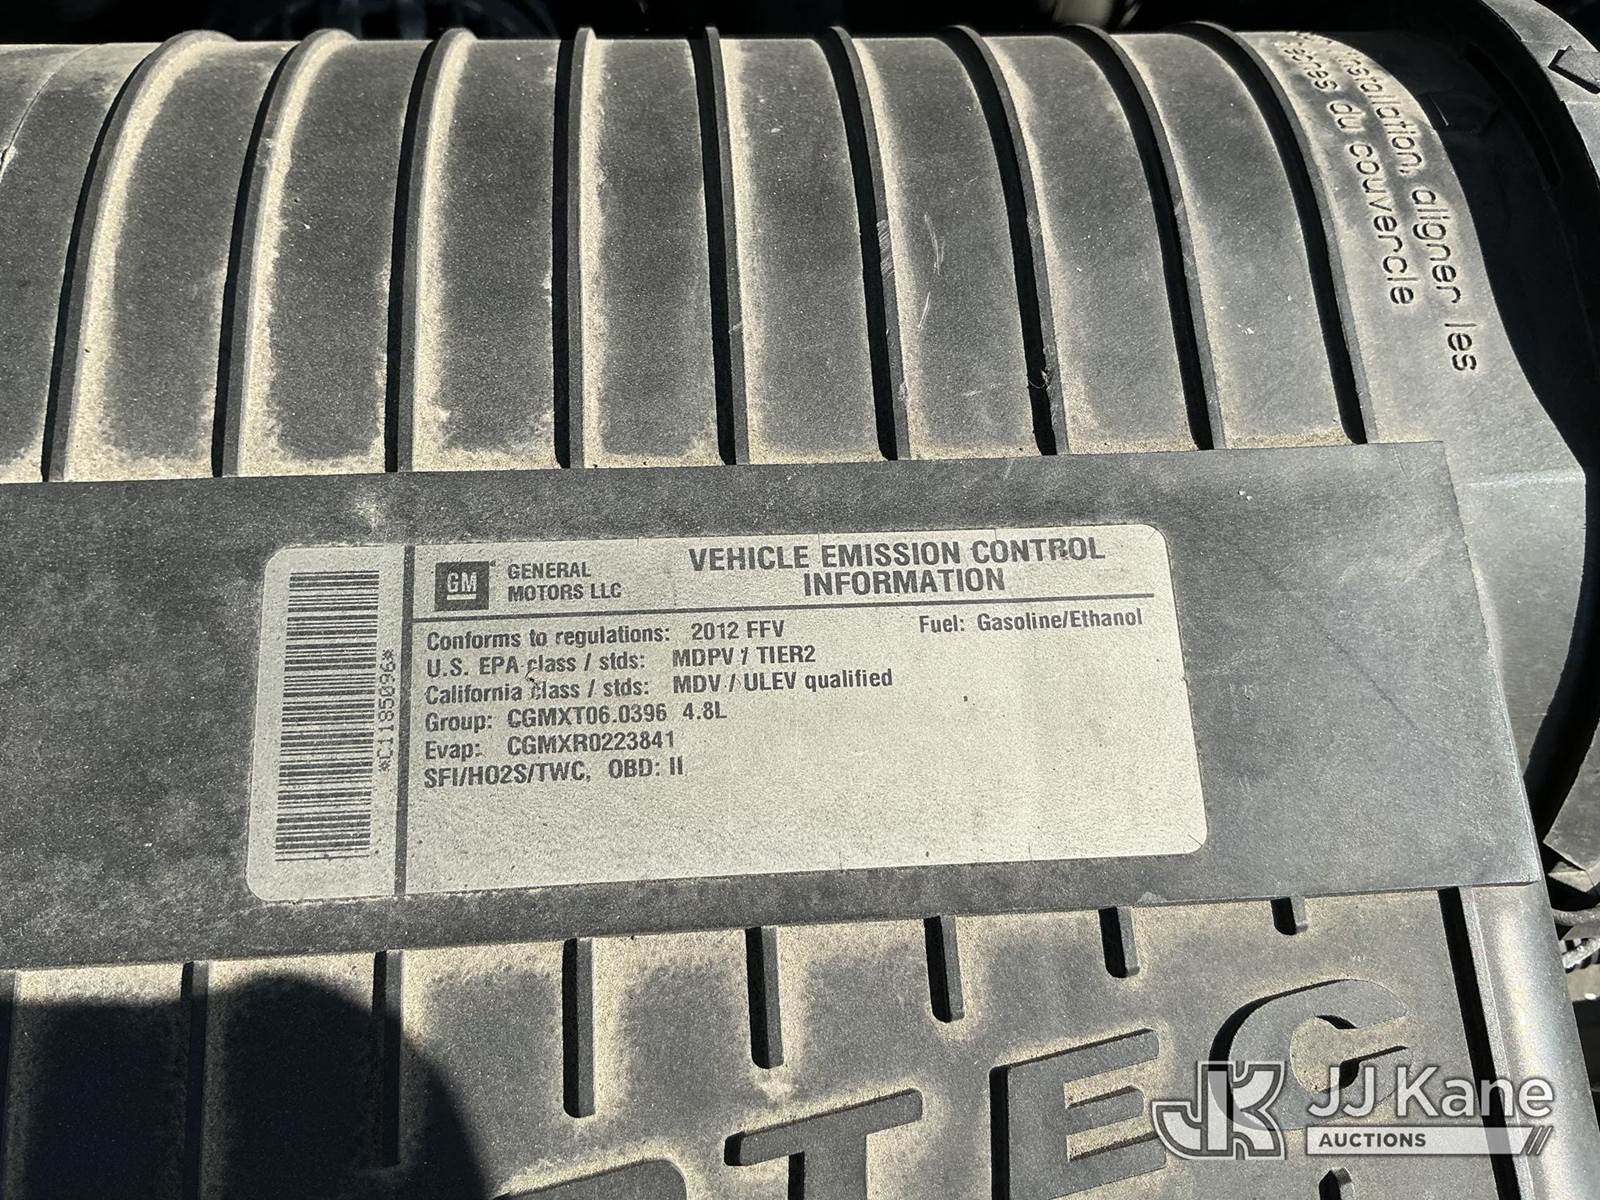 installation, aligner les
ches du couvercle
GM GENERAL
MOTORS LLC
VEHICLE EMISSION CONTROL
INFORMATION
Conforms to regulations: 2012 FFV
Fuel: Gasoline/Ethanol
U.S. EPA class / stds: MDPV / TIER2
California class / stds: MDV / ULEV qualified
Group: CGMXT06.0396 4.8L
Evap: CGMXR0223841
SFI/HO2S/TWC, OBD: II
*C1185096*
TEC
JK JJ Kane
AUCTIONS